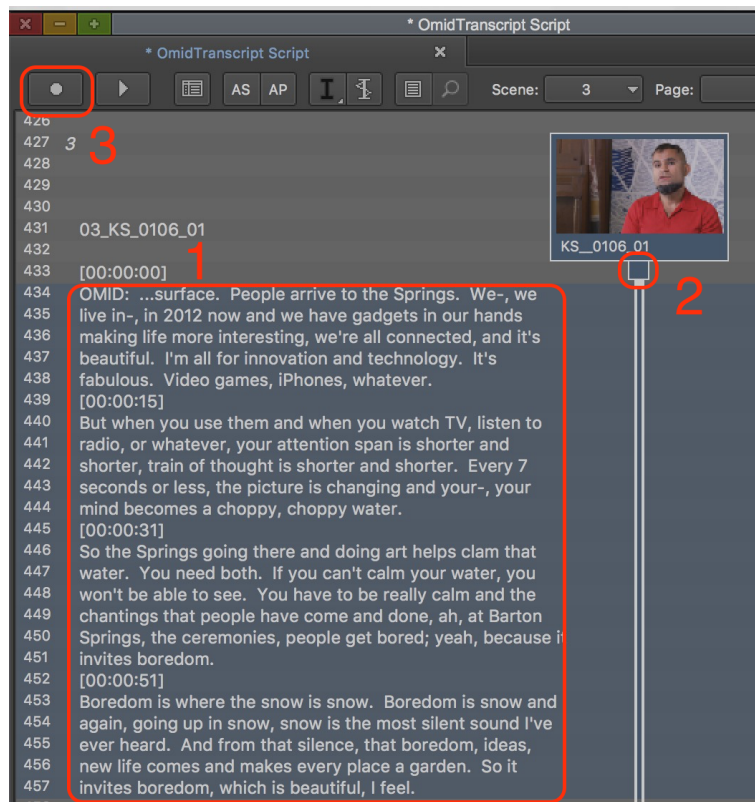 * OmidTranscript Script
* OmidTranscript Script
AS AP Scene: 3 Page:
3
426
427 3
428
429
430
431 03_KS_0106_01
432 KS__0106_01
1
433 [00:00:00]
2
434 OMID: ...surface. People arrive to the Springs. We-, we
435 live in-, in 2012 now and we have gadgets in our hands
436 making life more interesting, we're all connected, and it's
437 beautiful. I'm all for innovation and technology. It's
438 fabulous. Video games, iPhones, whatever.
439 [00:00:15]
440 But when you use them and when you watch TV, listen to
441 radio, or whatever, your attention span is shorter and
442 shorter, train of thought is shorter and shorter. Every 7
443 seconds or less, the picture is changing and your-, your
444 mind becomes a choppy, choppy water.
445 [00:00:31]
446 So the Springs going there and doing art helps clam that
447 water. You need both. If you can't calm your water, you
448 won't be able to see. You have to be really calm and the
449 chantings that people have come and done, ah, at Barton
450 Springs, the ceremonies, people get bored; yeah, because it
451 invites boredom.
452 [00:00:51]
453 Boredom is where the snow is snow. Boredom is snow and
454 again, going up in snow, snow is the most silent sound I've
455 ever heard. And from that silence, that boredom, ideas,
456 new life comes and makes every place a garden. So it
457 invites boredom, which is beautiful, I feel.